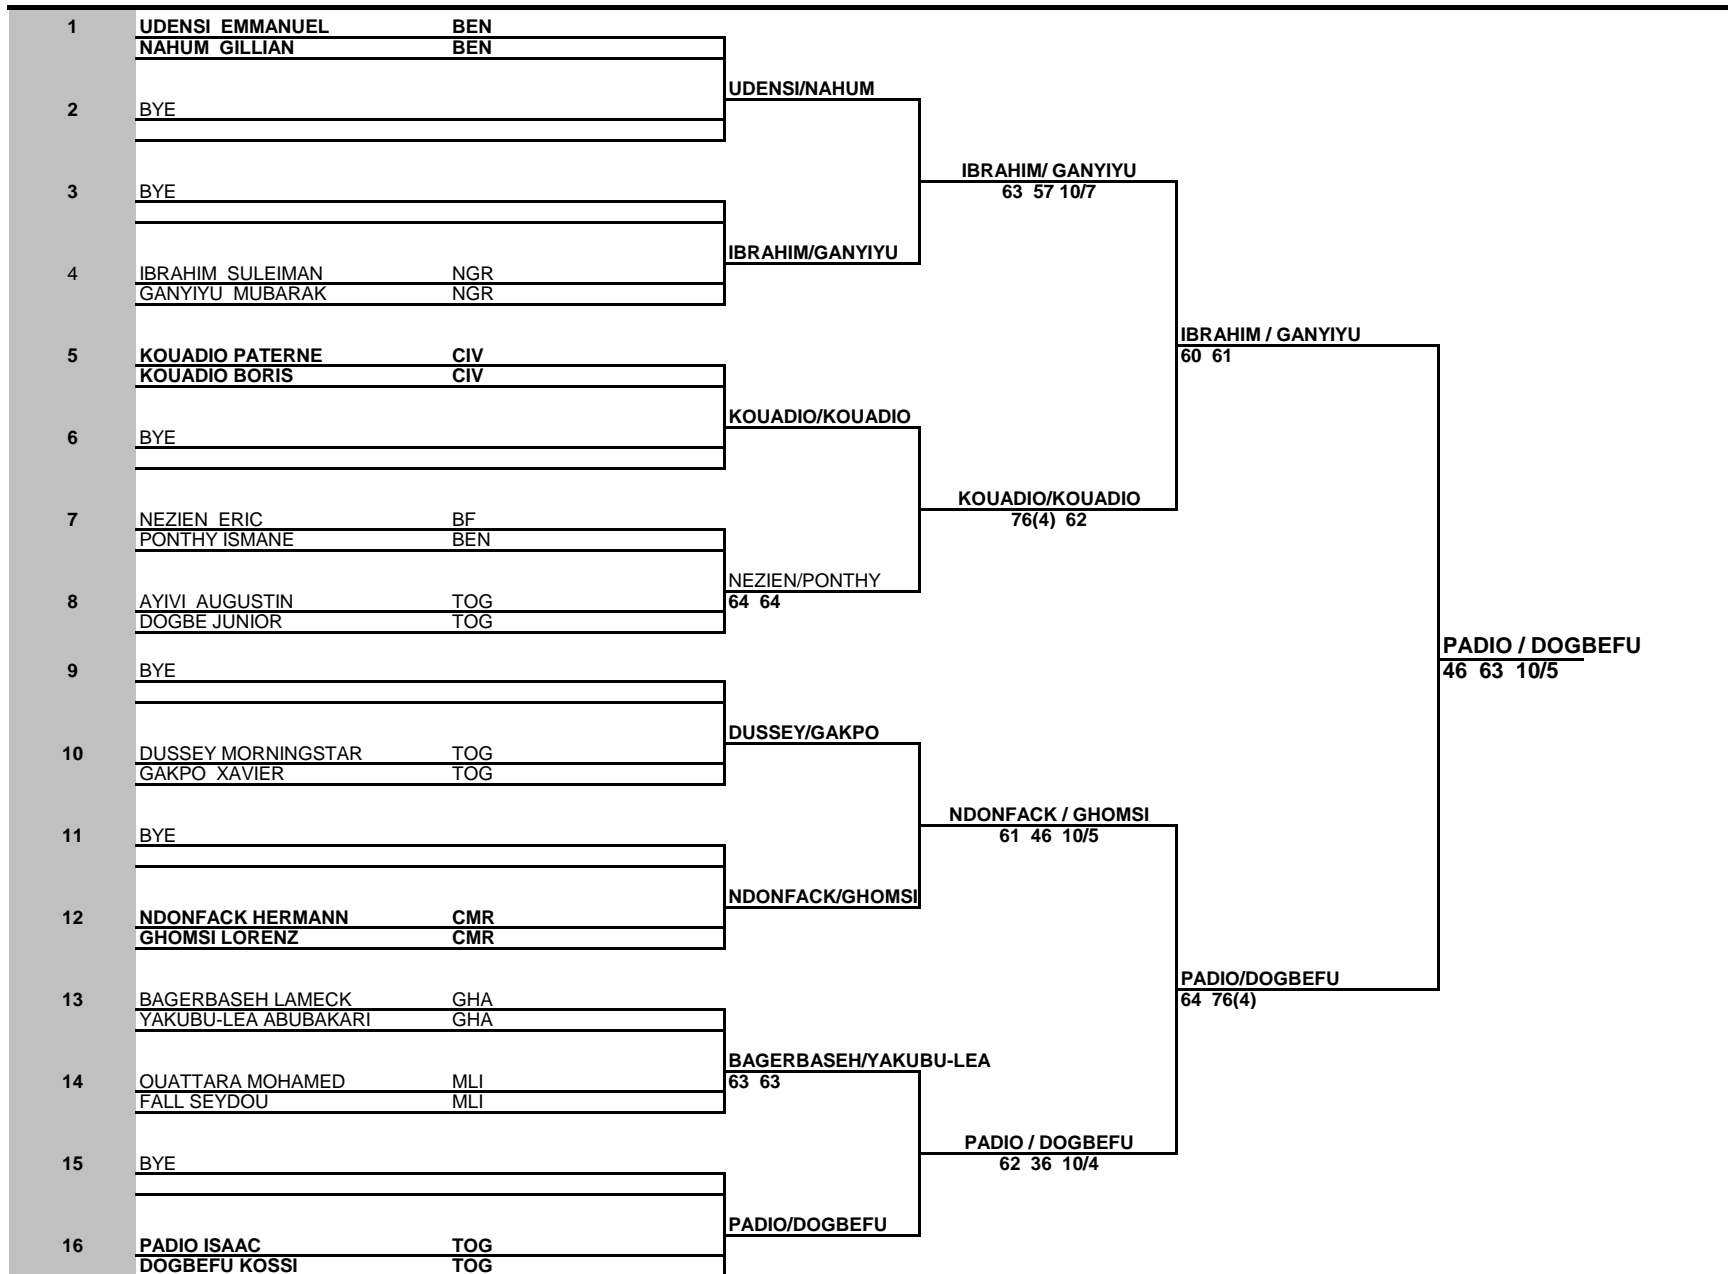 1 UDENSI EMMANUEL BEN
NAHUM GILLIAN BEN
UDENSI/NAHUM
2 BYE
IBRAHIM/ GANYIYU
3 BYE 63 57 10/7
IBRAHIM/GANYIYU
4 IBRAHIM SULEIMAN NGR
GANYIYU MUBARAK NGR
IBRAHIM / GANYIYU
5 KOUADIO PATERNE CIV 60 61
KOUADIO BORIS CIV
KOUADIO/KOUADIO
6 BYE
KOUADIO/KOUADIO
7 NEZIEN ERIC BF 76(4) 62
PONTHY ISMANE BEN
NEZIEN/PONTHY
8 AYIVI AUGUSTIN TOG 64 64
DOGBE JUNIOR TOG
PADIO / DOGBEFU
9 BYE 46 63 10/5
DUSSEY/GAKPO
10 DUSSEY MORNINGSTAR TOG
GAKPO XAVIER TOG
NDONFACK / GHOMSI
11 BYE 61 46 10/5
NDONFACK/GHOMSI
12 NDONFACK HERMANN CMR
GHOMSI LORENZ CMR
PADIO/DOGBEFU
13 BAGERBASEH LAMECK GHA 64 76(4)
YAKUBU-LEA ABUBAKARI GHA
BAGERBASEH/YAKUBU-LEA
14 OUATTARA MOHAMED MLI 63 63
FALL SEYDOU MLI
PADIO / DOGBEFU
15 BYE 62 36 10/4
PADIO/DOGBEFU
16 PADIO ISAAC TOG
DOGBEFU KOSSI TOG